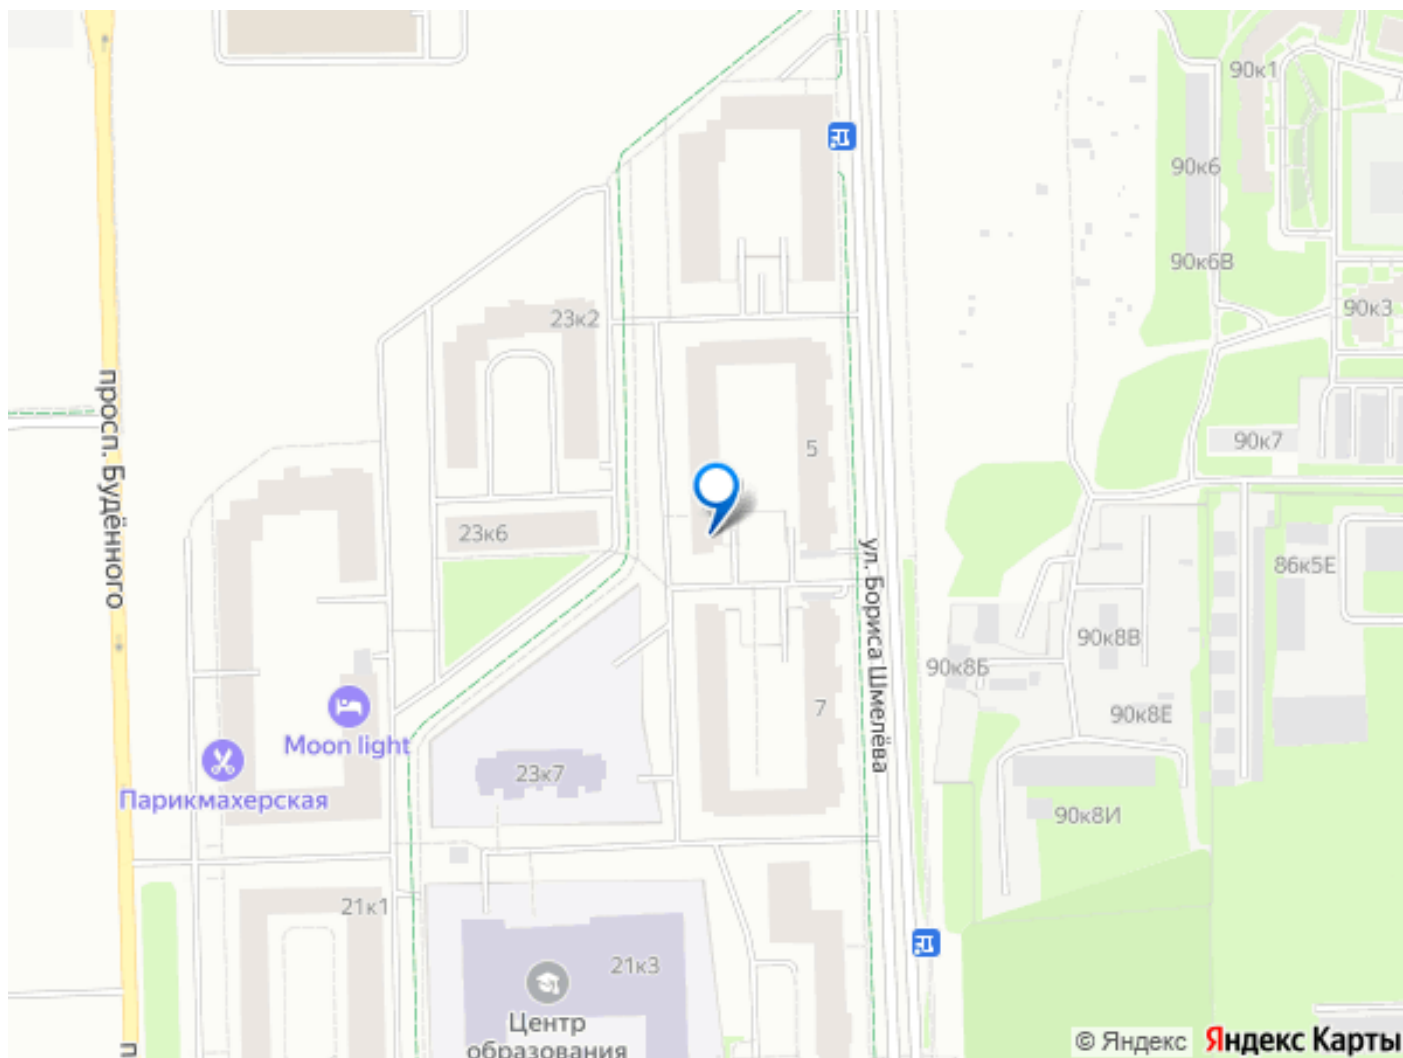 90к1
90к6
90к6В
90к3
23к2
просп. Будённого
5
90к7
23к6
ул. Бориса Шмелёва
86к5Е
90к8В
90к8Б
7
90к8Е
Moon light
23к7
Парикмахерская
90к8И
21к1
21к3
Центр
образования
п
© Яндекс Яндекс Карты